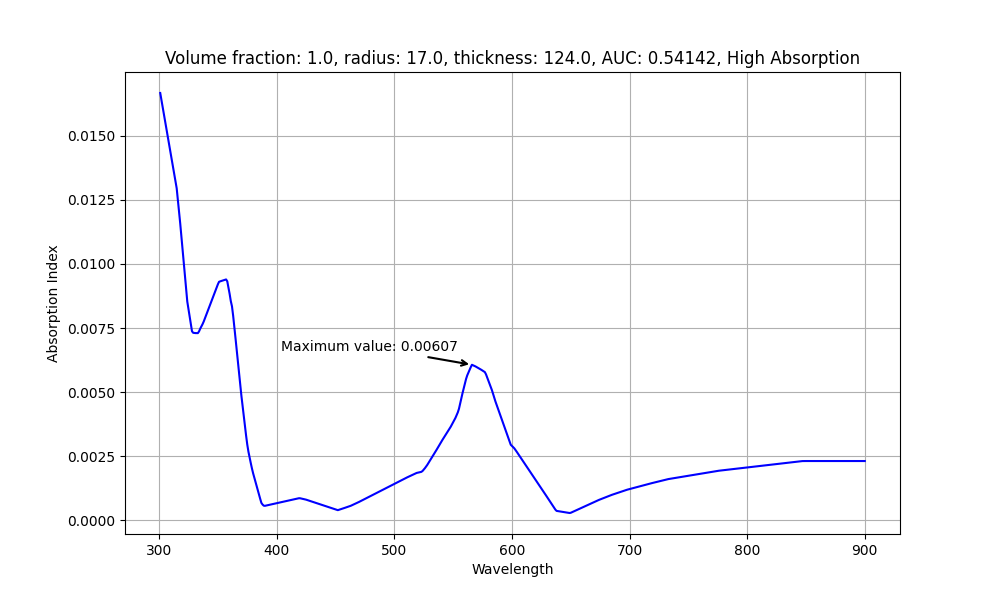 Volume fraction: 1.0, radius: 17.0, thickness: 124.0, AUC: 0.54142, High Absorption
0.0150
0.0125
0.0100
0.0075
0.0050
0.0025
0.0000
Absorption Index
Maximum value: 0.00607
300 400 500 600 700 800 900
Wavelength